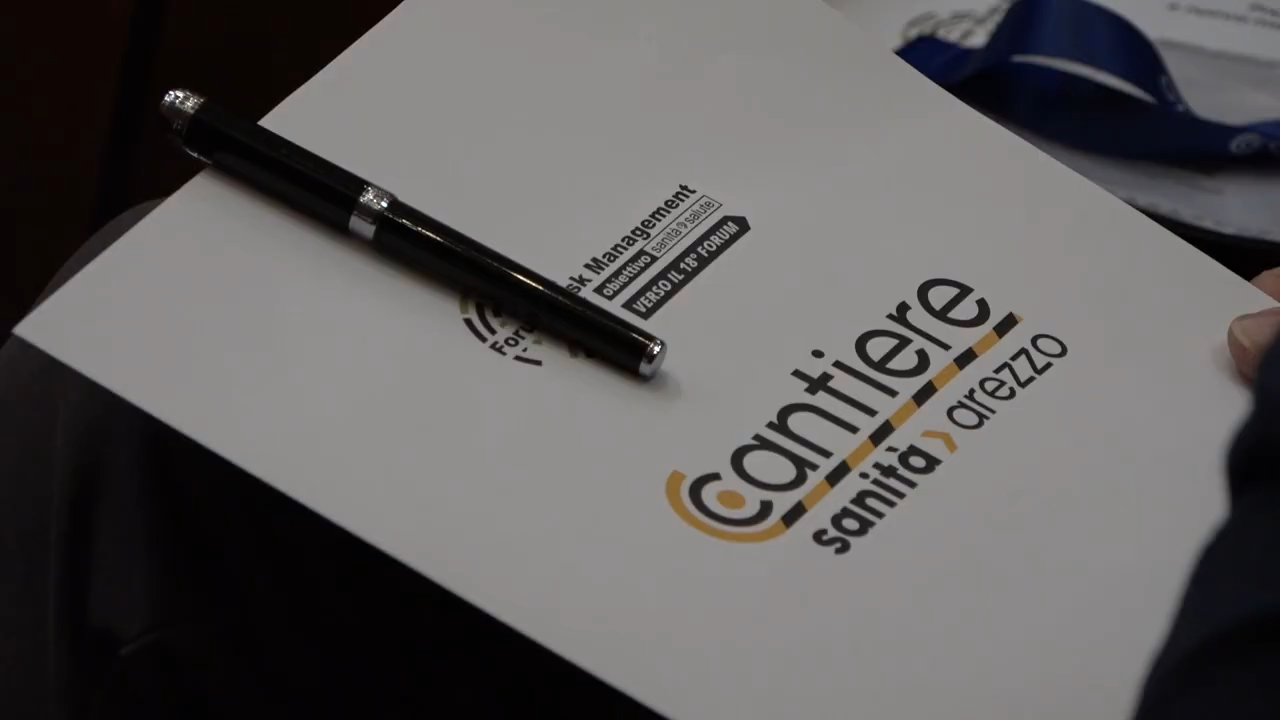 sk Management
obiettivo sanità salute
VERSO IL 18° FORUM
Cantiere
sanità > arezzo